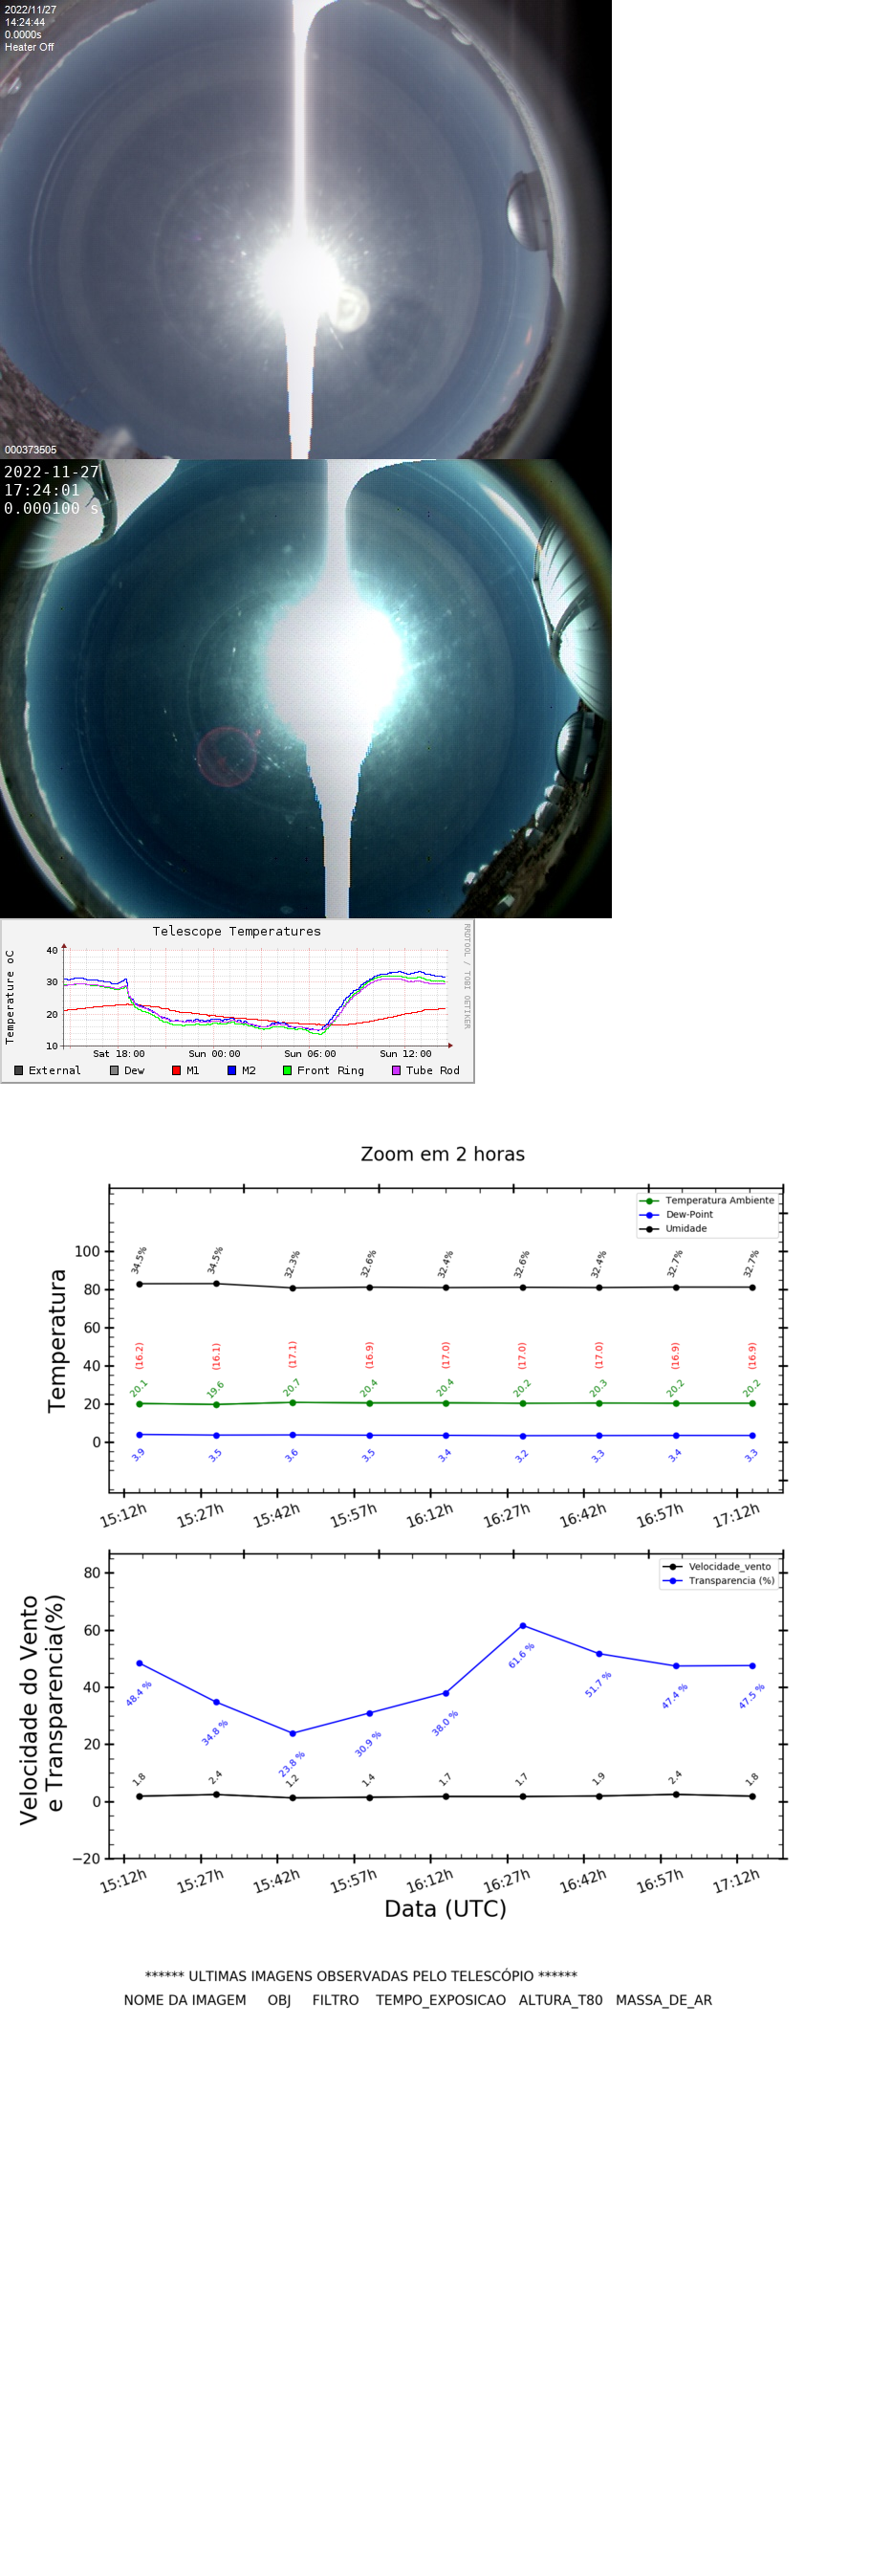 2022/11/27
14:24:44
0.0000s
Heater Off
000373505
2022-11-27
17:24:01
0.000100 s
Telescope Temperatures
RRDTOOL / TOBI OETIKER
Temperature oC
40
30
20
10
Sat 18:00 Sun 00:00 Sun 06:00 Sun 12:00
External Dew M1 M2 Front Ring Tube Rod
Zoom em 2 horas
Temperatura Ambiente
Dew-Point
Umidade
Temperatura
100
80
60
40
20
0
34.5% 34.5% 32.3% 32.6% 32.4% 32.6% 32.4% 32.7% 32.7%
(16.2) (16.1) (17.1) (16.9) (17.0) (17.0) (17.0) (16.9) (16.9)
20.1 19.6 20.7 20.4 20.4 20.2 20.3 20.2 20.2
3.9 3.5 3.6 3.5 3.4 3.2 3.3 3.4 3.3
15:12h 15:27h 15:42h 15:57h 16:12h 16:27h 16:42h 16:57h 17:12h
Velocidade_vento
Transparencia (%)
Velocidade do Vento
e Transparencia(%)
80
60
40
20
0
−20
48.4 % 34.8 % 23.8 % 30.9 % 38.0 % 61.6 % 51.7 % 47.4 % 47.5 %
1.8 2.4 1.2 1.4 1.7 1.7 1.9 2.4 1.8
15:12h 15:27h 15:42h 15:57h 16:12h 16:27h 16:42h 16:57h 17:12h
Data (UTC)
****** ULTIMAS IMAGENS OBSERVADAS PELO TELESCÓPIO ******
NOME DA IMAGEM OBJ FILTRO TEMPO_EXPOSICAO ALTURA_T80 MASSA_DE_AR